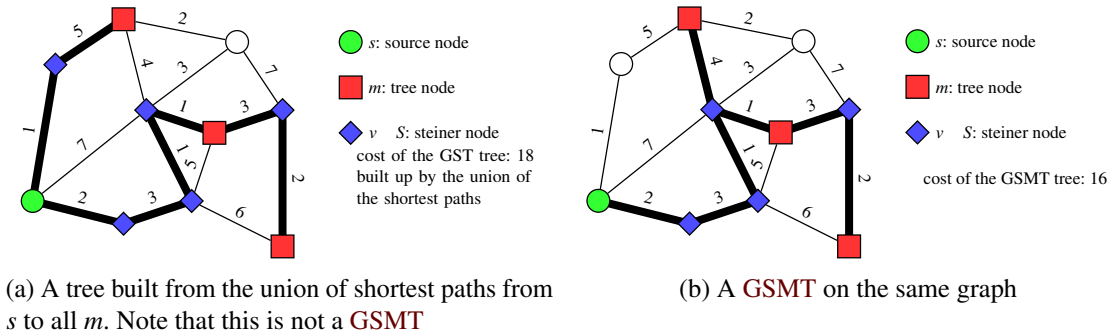 5
2
4
3
7
1
3
1
7
1
5
2
2
3
6
s: source node
m: tree node
v S: steiner node
cost of the GST tree: 18
built up by the union of
the shortest paths
(a) A tree built from the union of shortest paths from
s to all m. Note that this is not a GSMT
5
2
4
3
7
1
3
1
7
1
5
2
2
3
6
s: source node
m: tree node
v S: steiner node
cost of the GSMT tree: 16
(b) A GSMT on the same graph